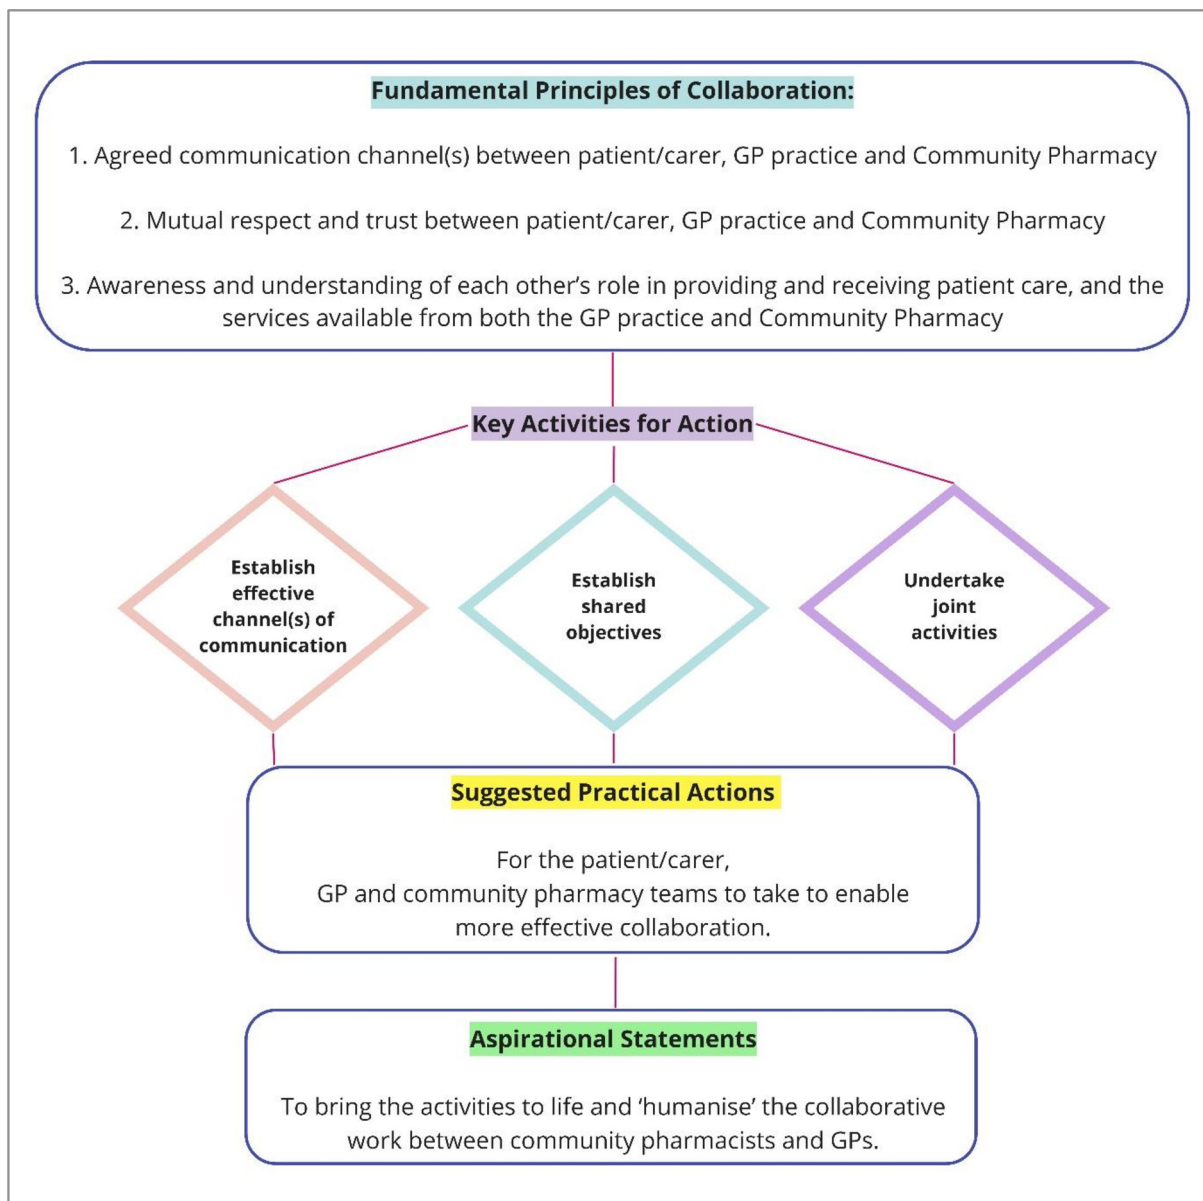 Fundamental Principles of Collaboration:
1. Agreed communication channel(s) between patient/carer, GP practice and Community Pharmacy
2. Mutual respect and trust between patient/carer, GP practice and Community Pharmacy
3. Awareness and understanding of each other’s role in providing and receiving patient care, and the
services available from both the GP practice and Community Pharmacy
Key Activities for Action
Establish
effective
channel(s) of
communication
Establish
shared
objectives
Undertake
joint
activities
Suggested Practical Actions
For the patient/carer,
GP and community pharmacy teams to take to enable
more effective collaboration.
Aspirational Statements
To bring the activities to life and ‘humanise’ the collaborative
work between community pharmacists and GPs.